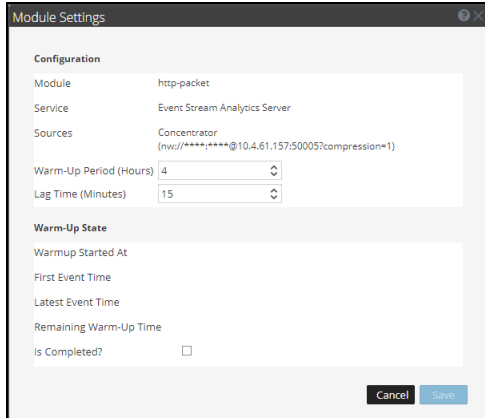 Module Settings
Configuration
Module http-packet
Service Event Stream Analytics Server
Sources Concentrator
(nw://****:****@10.4.61.157:50005?compression=1)
Warm-Up Period (Hours) 4
Lag Time (Minutes) 15
Warm-Up State
Warmup Started At
First Event Time
Latest Event Time
Remaining Warm-Up Time
Is Completed?
Cancel Save